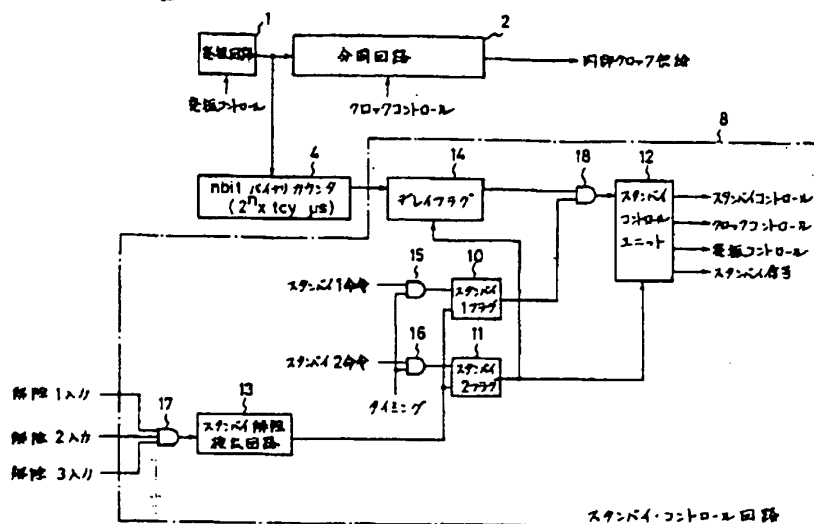 1
2
発振回路
分周回路
内部クロック供給
発振コントロール
クロックコントロール
8
4
14
18
12
nbit バイナリカウンタ
(2ⁿx tcy μs)
ディレイフラグ
スタンバイ
コントロール
ユニット
スタンバイコントロール
クロックコントロール
発振コントロール
スタンバイ信号
15
10
スタンバイ1命令
スタンバイ
1フラグ
16
11
スタンバイ2命令
スタンバイ
2フラグ
タイミング
解除 1入力
17
13
解除 2入力
スタンバイ解除
検出回路
解除 3入力
スタンバイ・コントロール回路